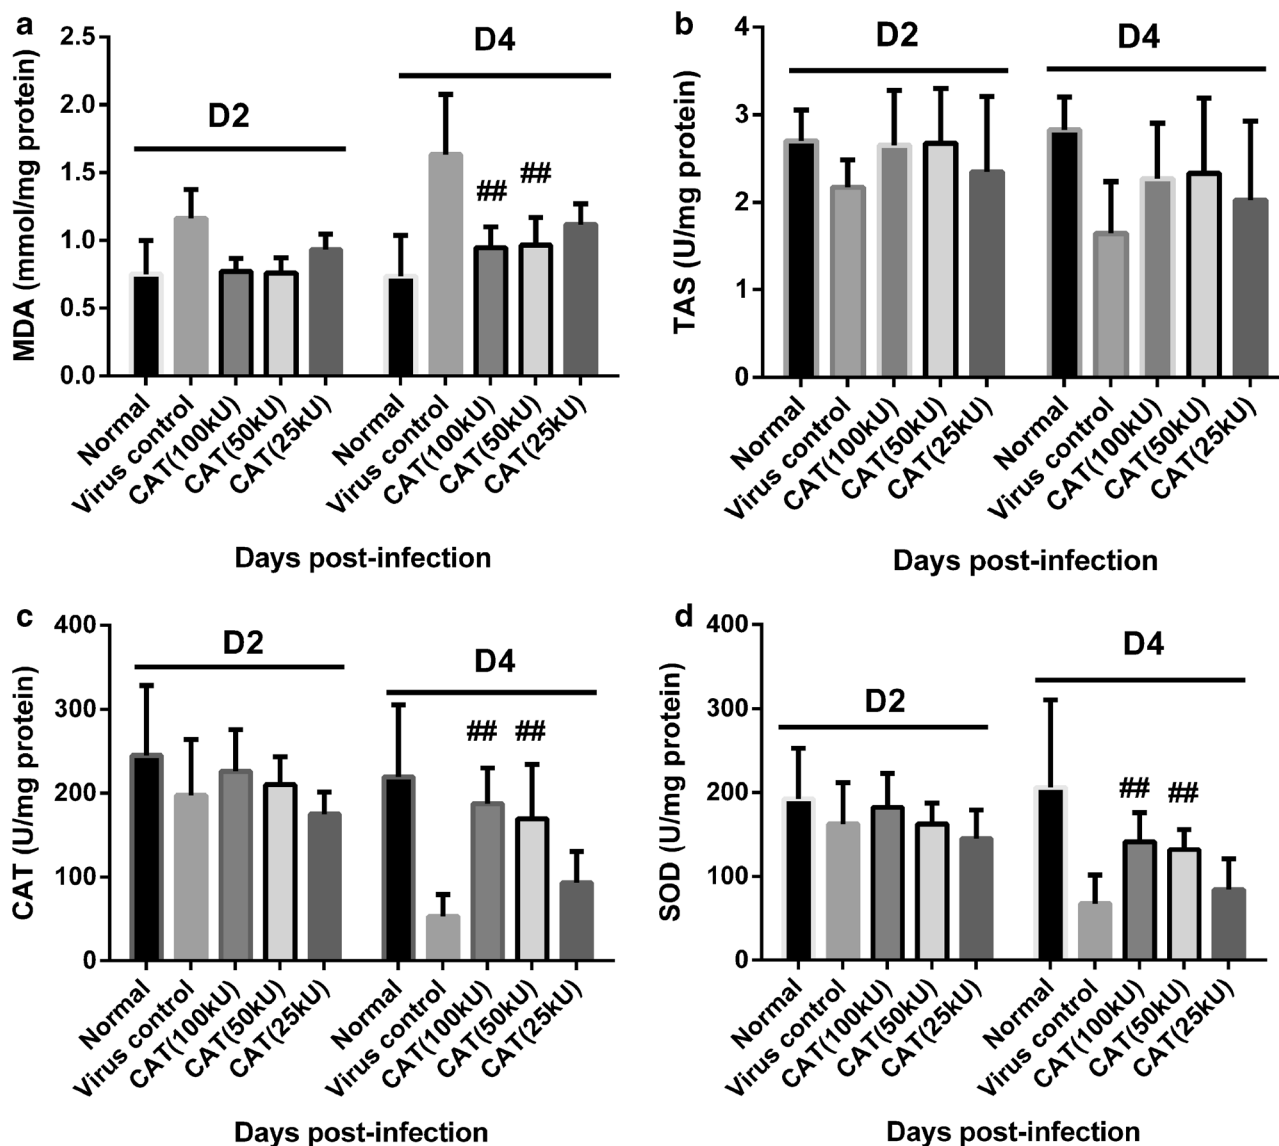 a
MDA (mmol/mg protein)
2.5
2.0
1.5
1.0
0.5
0.0
D2
D4
##
##
Normal
Virus control
CAT(100kU)
CAT(50kU)
CAT(25kU)
Normal
Virus control
CAT(100kU)
CAT(50kU)
CAT(25kU)
Days post-infection
b
TAS (U/mg protein)
4
3
2
1
0
D2
D4
Normal
Virus control
CAT(100kU)
CAT(50kU)
CAT(25kU)
Normal
Virus control
CAT(100kU)
CAT(50kU)
CAT(25kU)
Days post-infection
c
CAT (U/mg protein)
400
300
200
100
0
D2
D4
##
##
Normal
Virus control
CAT(100kU)
CAT(50kU)
CAT(25kU)
Normal
Virus control
CAT(100kU)
CAT(50kU)
CAT(25kU)
Days post-infection
d
SOD (U/mg protein)
400
300
200
100
0
D2
D4
##
##
Normal
Virus control
CAT(100kU)
CAT(50kU)
CAT(25kU)
Normal
Virus control
CAT(100kU)
CAT(50kU)
CAT(25kU)
Days post-infection